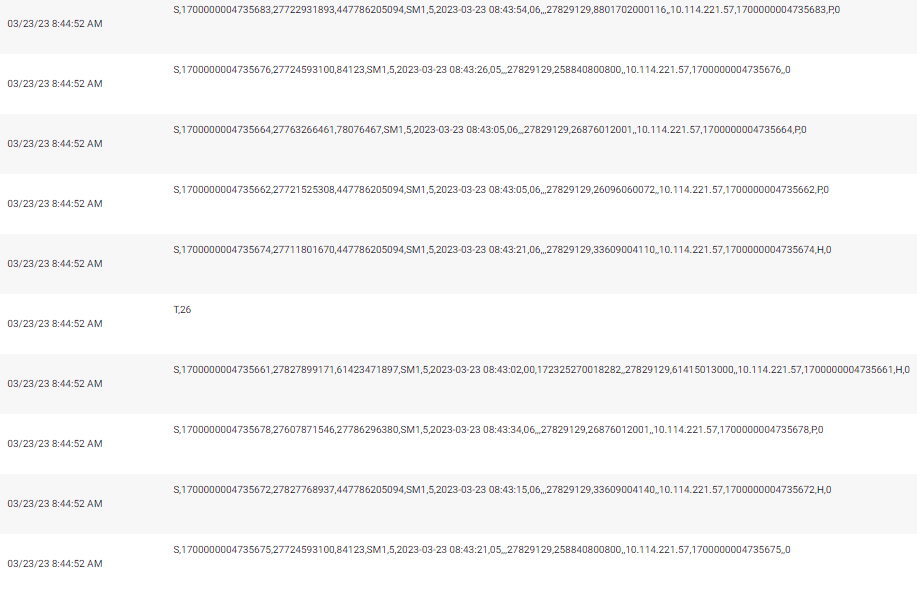 S,1700000004735683,27722931893,447786205094,SM1,5,2023-03-23 08:43:54,06,,,27829129,8801702000116,,10.114.221.57,1700000004735683,P,0
03/23/23 8:44:52 AM
S,1700000004735676,27724593100,84123,SM1,5,2023-03-23 08:43:26,05,,,27829129,258840800800,,10.114.221.57,1700000004735676,,0
03/23/23 8:44:52 AM
S,1700000004735664,27763266461,78076467,SM1,5,2023-03-23 08:43:05,06,,,27829129,26876012001,,10.114.221.57,1700000004735664,P,0
03/23/23 8:44:52 AM
S,1700000004735662,27721525308,447786205094,SM1,5,2023-03-23 08:43:05,06,,,27829129,26096060072,,10.114.221.57,1700000004735662,P,0
03/23/23 8:44:52 AM
S,1700000004735674,27711801670,447786205094,SM1,5,2023-03-23 08:43:21,06,,,27829129,33609004110,,10.114.221.57,1700000004735674,H,0
03/23/23 8:44:52 AM
T,26
03/23/23 8:44:52 AM
S,1700000004735661,27827899171,61423471897,SM1,5,2023-03-23 08:43:02,00,172325270018282,,27829129,61415013000,,10.114.221.57,1700000004735661,H,0
03/23/23 8:44:52 AM
S,1700000004735678,27607871546,27786296380,SM1,5,2023-03-23 08:43:34,06,,,27829129,26876012001,,10.114.221.57,1700000004735678,P,0
03/23/23 8:44:52 AM
S,1700000004735672,27827768937,447786205094,SM1,5,2023-03-23 08:43:15,06,,,27829129,33609004140,,10.114.221.57,1700000004735672,H,0
03/23/23 8:44:52 AM
S,1700000004735675,27724593100,84123,SM1,5,2023-03-23 08:43:21,05,,,27829129,258840800800,,10.114.221.57,1700000004735675,,0
03/23/23 8:44:52 AM